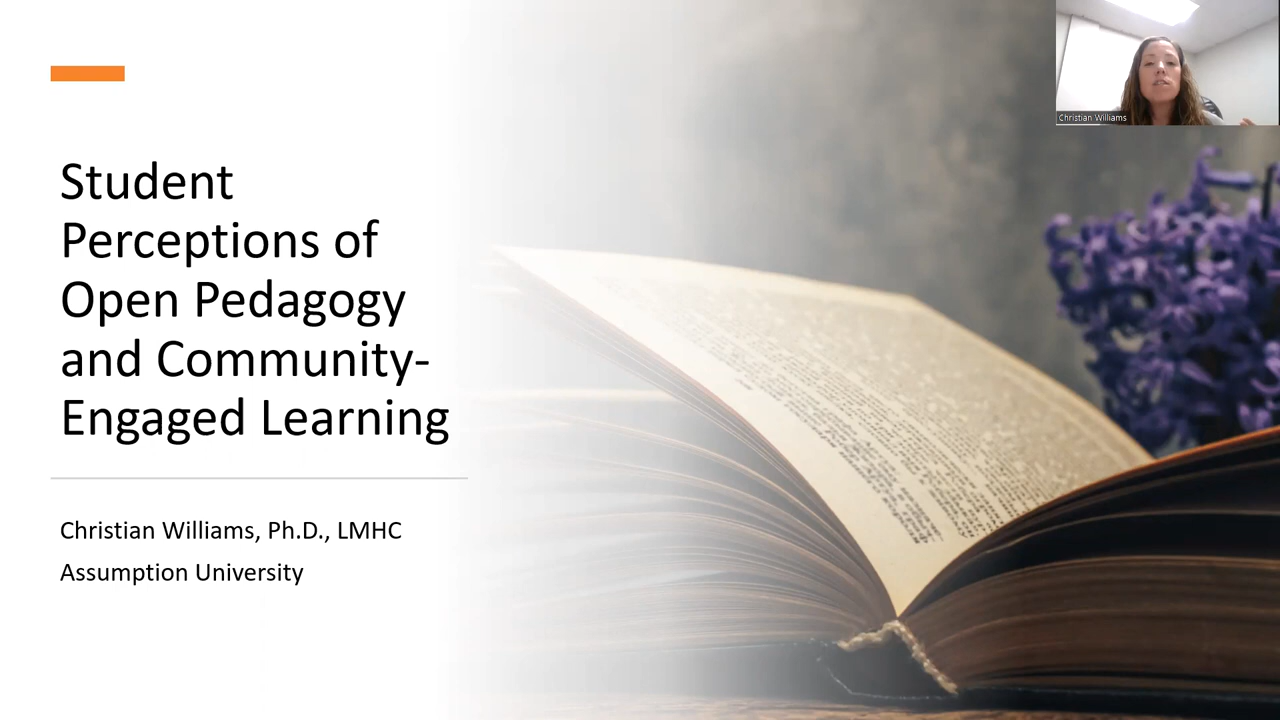 Christian Williams
Student
Perceptions of
Open Pedagogy
and Community-
Engaged Learning
Christian Williams, Ph.D., LMHC
Assumption University